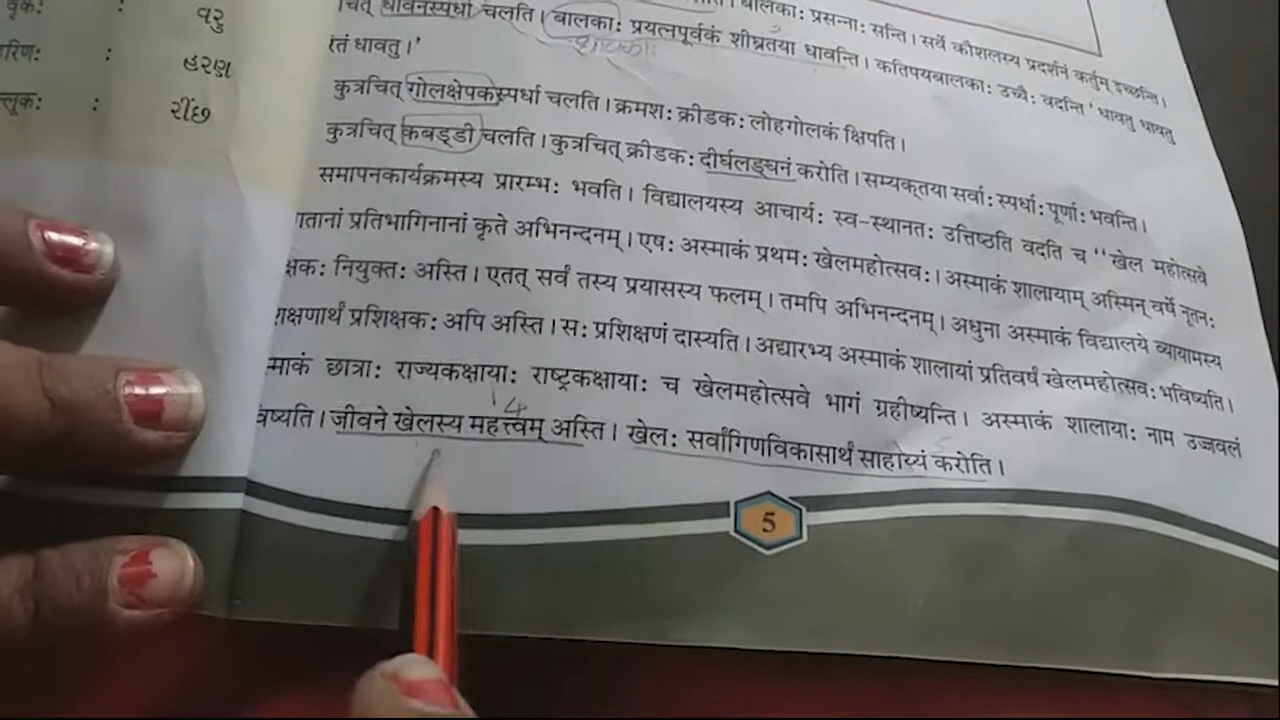 वृकः : વરુ
हरिणः : હરણ
ल्लूकः : રીંછ
बालकाः प्रसन्नाः सन्ति। सर्वे कौशलस्य प्रदर्शनं कर्तुम् इच्छन्ति।
चित् धावनस्पर्धा चलति। बालकाः प्रयत्नपूर्वकं शीघ्रतया धावन्ति। कतिपयबालकाः उच्चैः वदन्ति 'धावतु धावतु
रितं धावतु।'
कुत्रचित् गोलक्षेपकस्पर्धा चलति। क्रमशः क्रीडकः लोहगोलकं क्षिपति।
कुत्रचित् कबड्डी चलति। कुत्रचित् क्रीडकः दीर्घलङ्घनं करोति। सम्यक्तया सर्वाः स्पर्धाः पूर्णाः भवन्ति।
समापनकार्यक्रमस्य प्रारम्भः भवति। विद्यालयस्य आचार्यः स्व-स्थानतः उत्तिष्ठति वदति च "खेल महोत्सवे
गतानां प्रतिभागिनानां कृते अभिनन्दनम्। एषः अस्माकं प्रथमः खेलमहोत्सवः। अस्माकं शालायाम् अस्मिन् वर्षे नूतनः
क्षकः नियुक्तः अस्ति। एतत् सर्वं तस्य प्रयासस्य फलम्। तमपि अभिनन्दनम्। अधुना अस्माकं विद्यालये व्यायामस्य
शिक्षणार्थं प्रशिक्षकः अपि अस्ति। सः प्रशिक्षणं दास्यति। अद्यारभ्य अस्माकं शालायां प्रतिवर्षं खेलमहोत्सवः भविष्यति।
माकं छात्राः राज्यकक्षायाः राष्ट्रकक्षायाः च खेलमहोत्सवे भागं ग्रहीष्यन्ति। अस्माकं शालायाः नाम उज्जवलं
विष्यति। जीवने खेलस्य महत्त्वम् अस्ति। खेलः सर्वांगिणविकासार्थं साहाय्यं करोति।
5